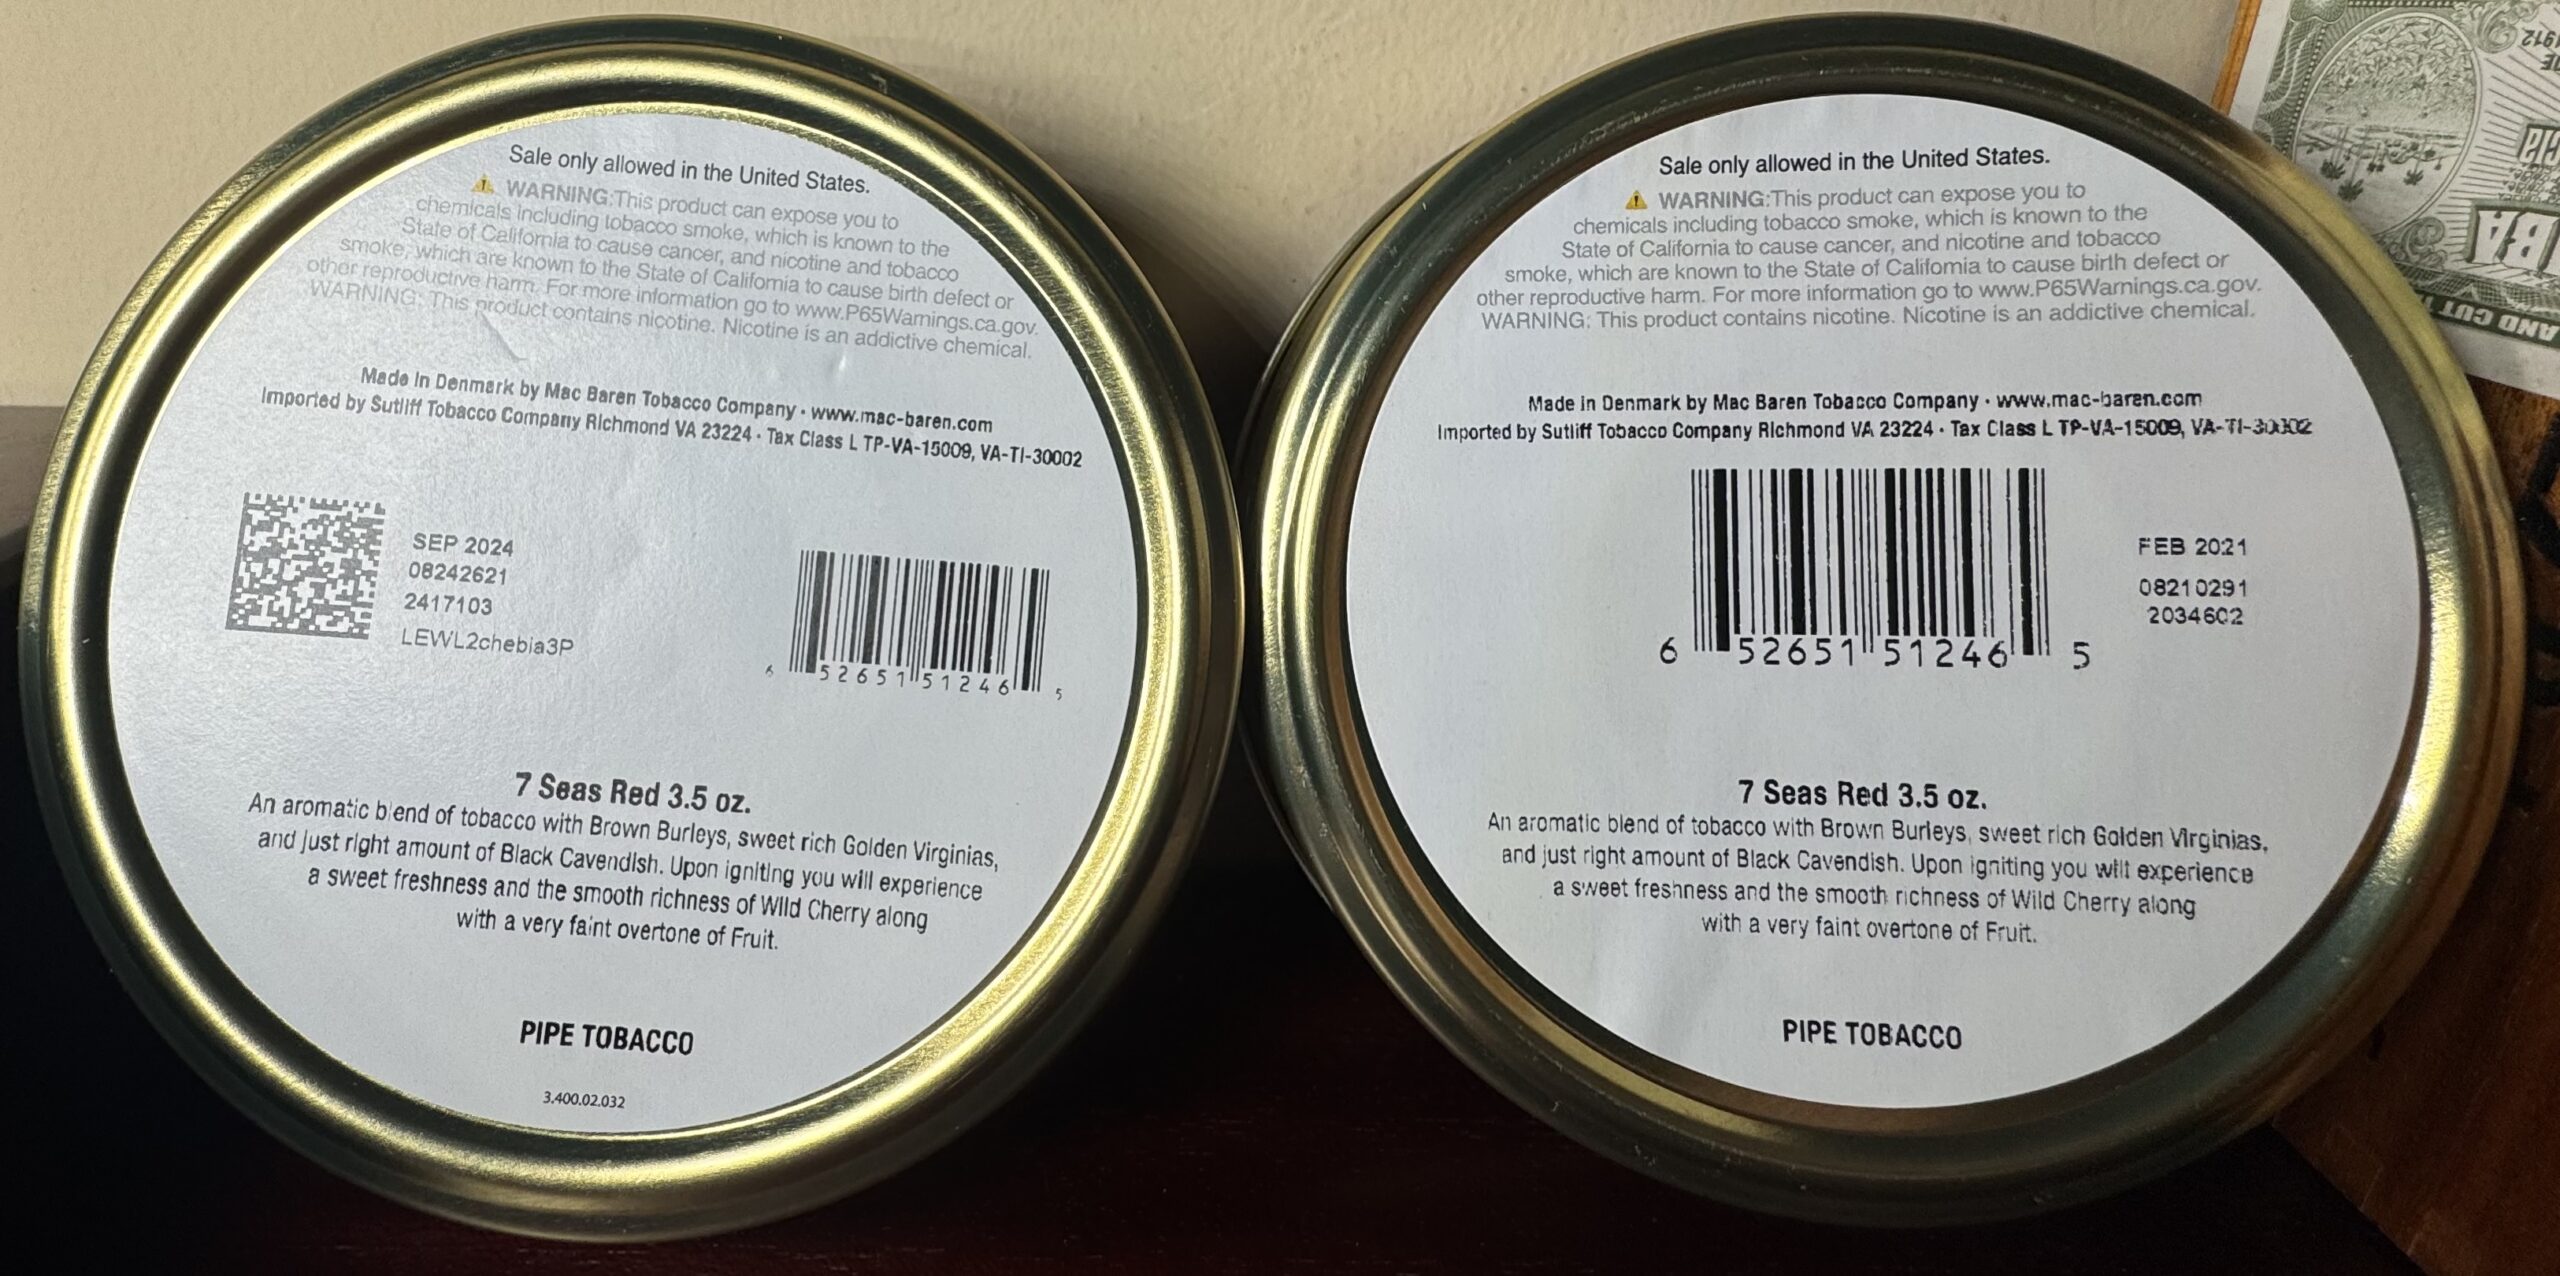 Sale only allowed in the United States.
⚠ WARNING:This product can expose you to
chemicals including tobacco smoke, which is known to the
State of California to cause cancer, and nicotine and tobacco
smoke, which are known to the State of California to cause birth defect or
other reproductive harm. For more information go to www.P65Warnings.ca.gov.
WARNING: This product contains nicotine. Nicotine is an addictive chemical.
Made in Denmark by Mac Baren Tobacco Company • www.mac-baren.com
Imported by Sutliff Tobacco Company Richmond VA 23224 • Tax Class L TP-VA-15009, VA-TI-30002
SEP 2024
08242621
2417103
LEWL2chebia3P
6 52651 51246 5
7 Seas Red 3.5 oz.
An aromatic blend of tobacco with Brown Burleys, sweet rich Golden Virginias,
and just right amount of Black Cavendish. Upon igniting you will experience
a sweet freshness and the smooth richness of Wild Cherry along
with a very faint overtone of Fruit.
PIPE TOBACCO
3.400.02.032
Sale only allowed in the United States.
⚠ WARNING:This product can expose you to
chemicals including tobacco smoke, which is known to the
State of California to cause cancer, and nicotine and tobacco
smoke, which are known to the State of California to cause birth defect or
other reproductive harm. For more information go to www.P65Warnings.ca.gov.
WARNING: This product contains nicotine. Nicotine is an addictive chemical.
Made in Denmark by Mac Baren Tobacco Company • www.mac-baren.com
Imported by Sutliff Tobacco Company Richmond VA 23224 • Tax Class L TP-VA-15009, VA-TI-30002
FEB 2021
08210291
2034602
6 52651 51246 5
7 Seas Red 3.5 oz.
An aromatic blend of tobacco with Brown Burleys, sweet rich Golden Virginias,
and just right amount of Black Cavendish. Upon igniting you will experience
a sweet freshness and the smooth richness of Wild Cherry along
with a very faint overtone of Fruit.
PIPE TOBACCO
1912
AND CUT